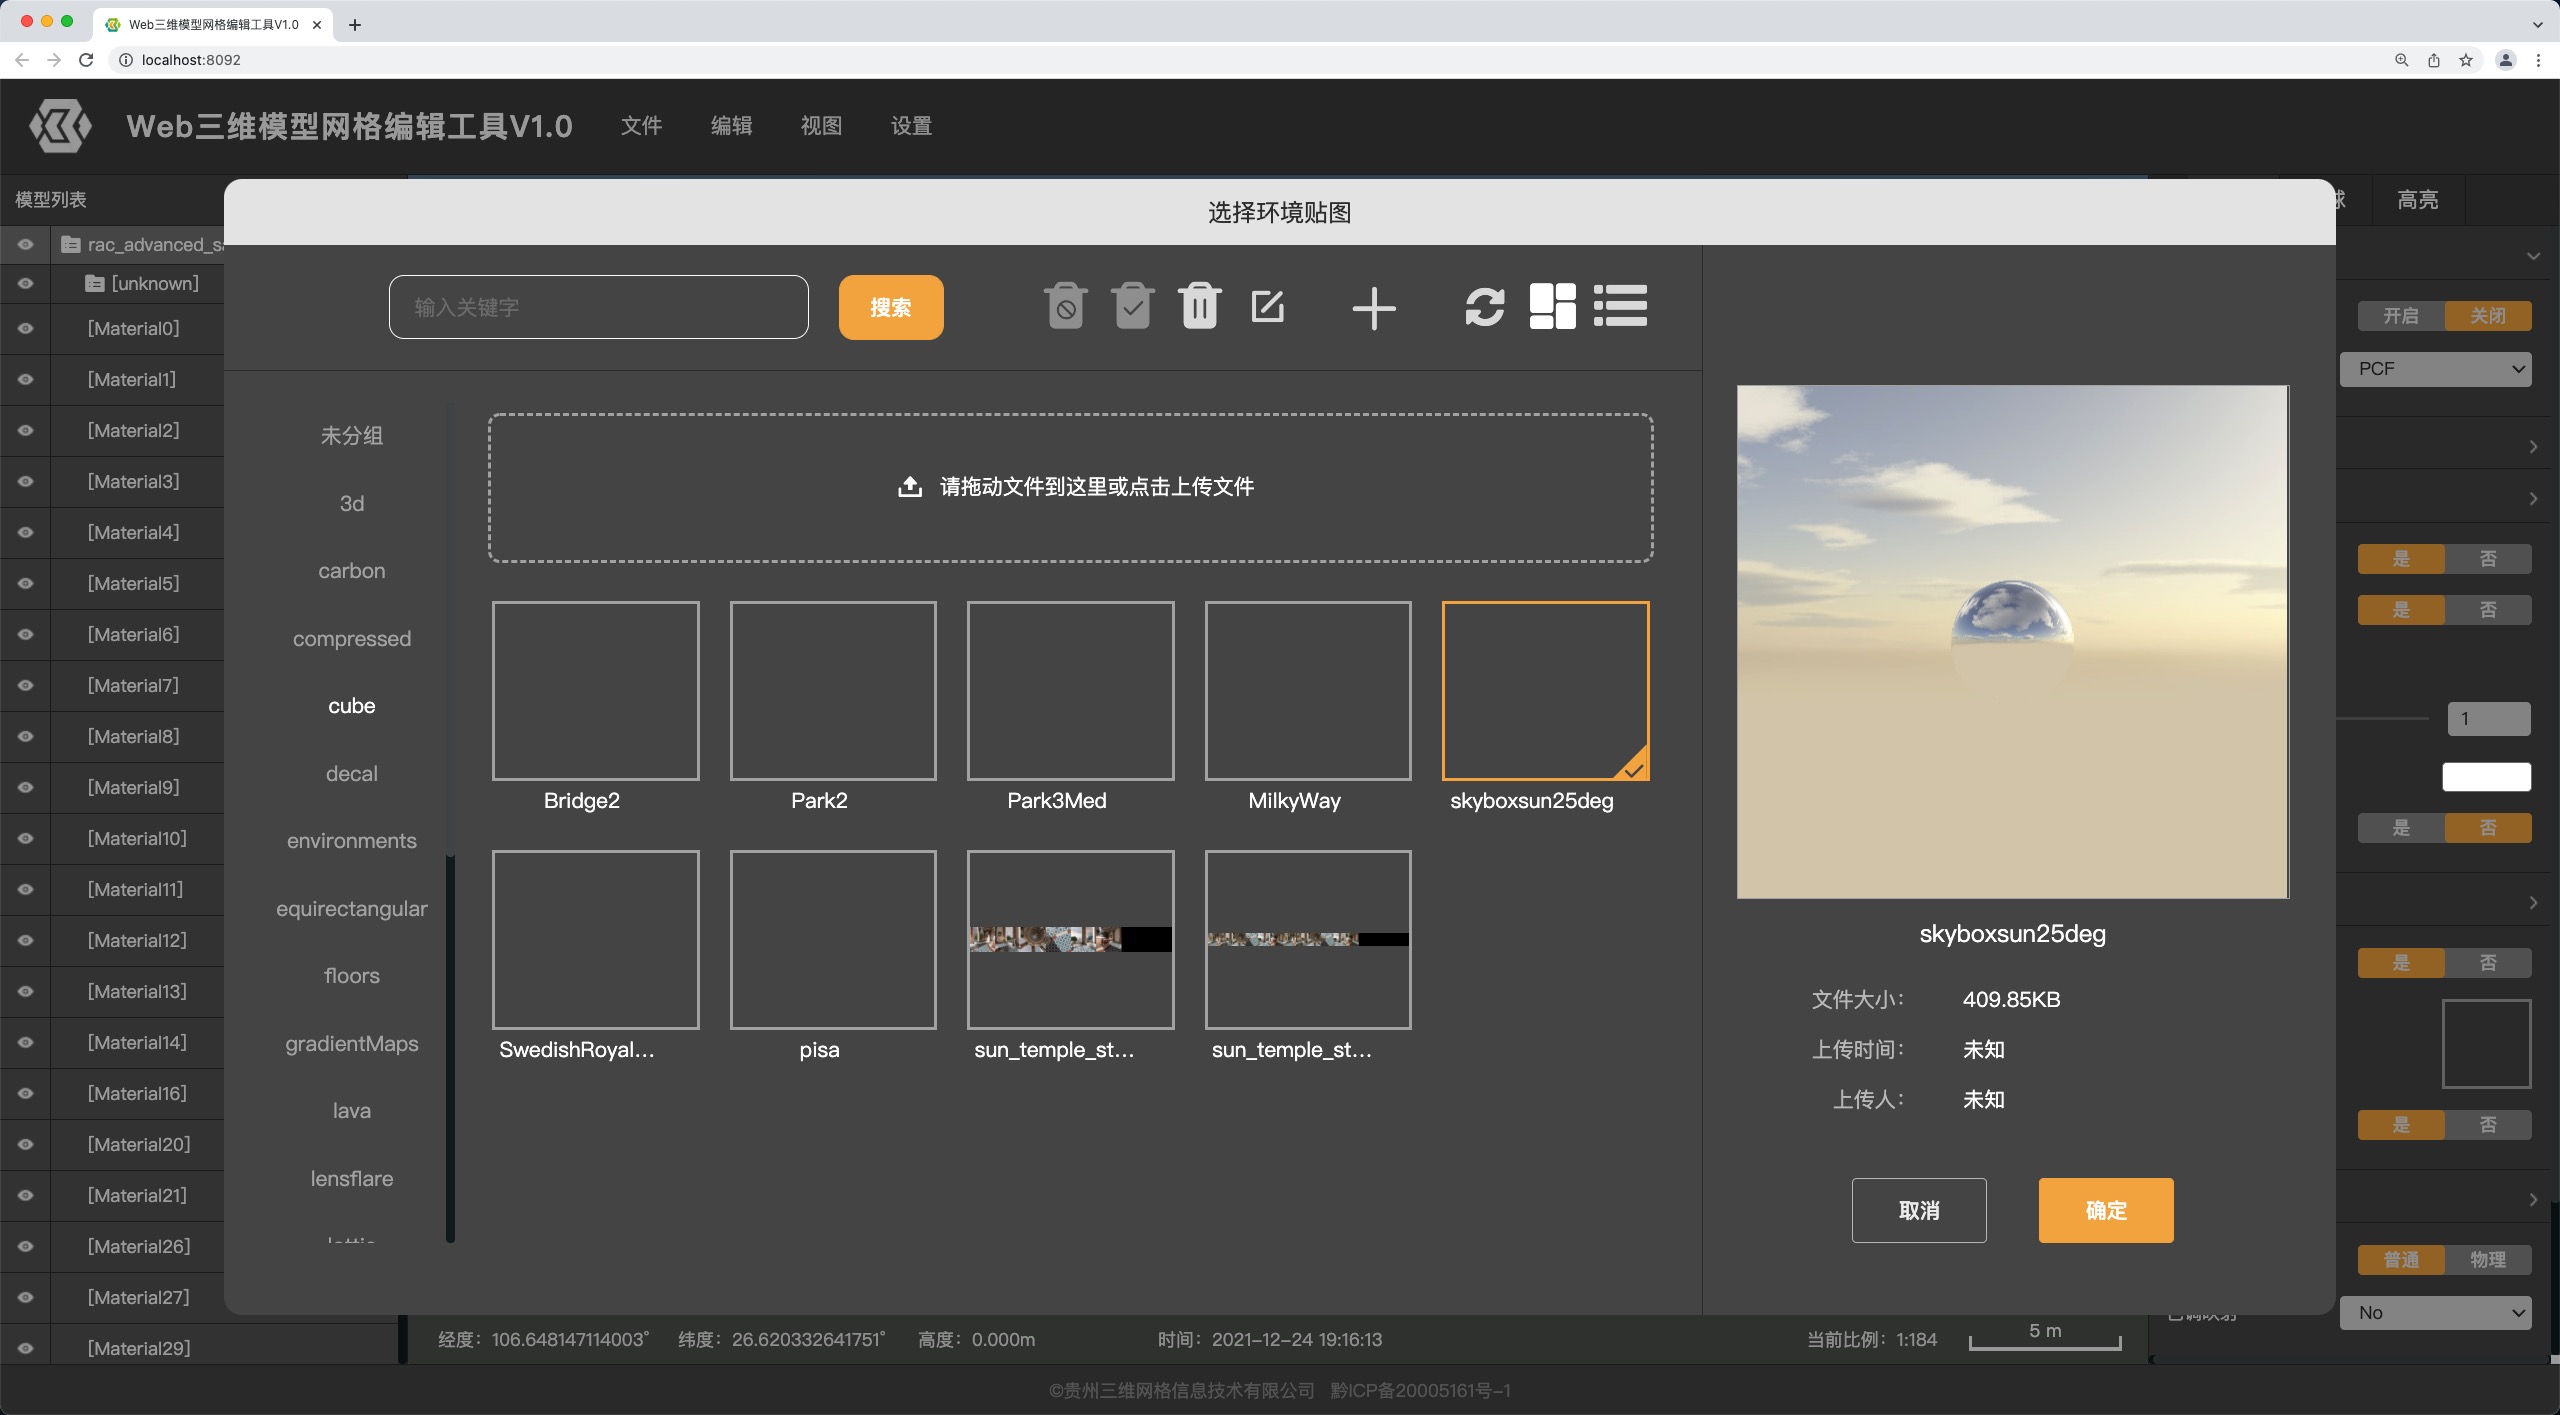 Web三维模型网格编辑工具V1.0
localhost:8092
Web三维模型网格编辑工具V1.0 文件 编辑 视图 设置
模型列表
球 高亮
选择环境贴图
rac_advanced_sa
[unknown]
[Material0]
[Material1]
[Material2]
[Material3]
[Material4]
[Material5]
[Material6]
[Material7]
[Material8]
[Material9]
[Material10]
[Material11]
[Material12]
[Material13]
[Material14]
[Material16]
[Material20]
[Material21]
[Material26]
[Material27]
[Material29]
输入关键字 搜索
未分组
3d
carbon
compressed
cube
decal
environments
equirectangular
floors
gradientMaps
lava
lensflare
lottie
请拖动文件到这里或点击上传文件
Bridge2 Park2 Park3Med MilkyWay skyboxsun25deg
SwedishRoyal... pisa sun_temple_st... sun_temple_st...
skyboxsun25deg
文件大小： 409.85KB
上传时间： 未知
上传人： 未知
取消 确定
开启 关闭
PCF
是 否
是 否
1
是 否
是 否
是 否
普通 物理
No
经度：106.648147114003° 纬度：26.620332641751° 高度：0.000m 时间：2021-12-24 19:16:13 当前比例：1:184 5 m
©贵州三维网格信息技术有限公司 黔ICP备20005161号-1